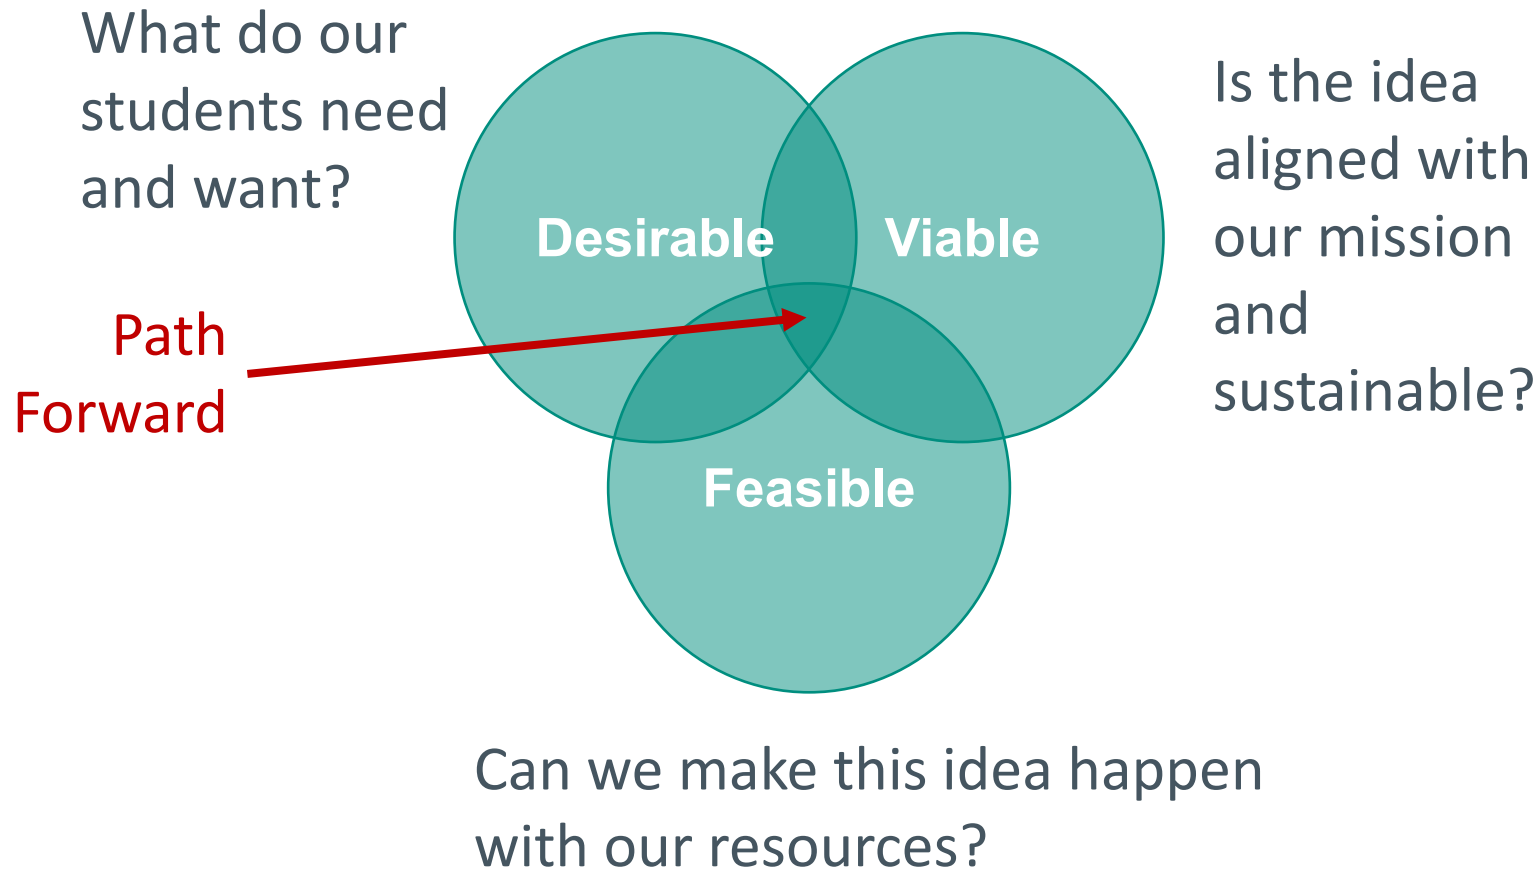 What do our
students need
and want?
Desirable
Viable
Is the idea
aligned with
our mission
and
sustainable?
Path
Forward
Feasible
Can we make this idea happen
with our resources?